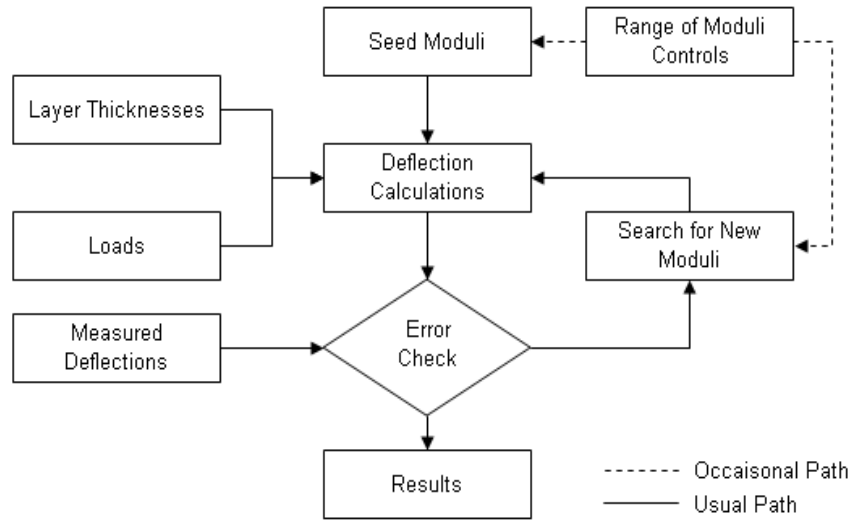 Seed Moduli
Range of Moduli
Controls
Layer Thicknesses
Deflection
Calculations
Loads
Search for New
Moduli
Measured
Deflections
Error
Check
Results
Occaisonal Path
Usual Path